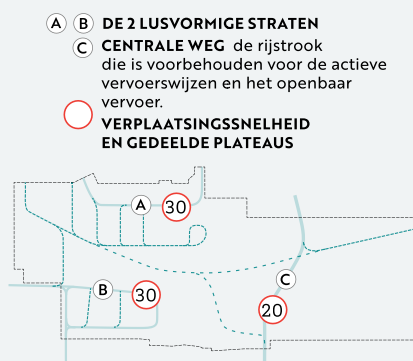 A B DE 2 LUSVORMIGE STRATEN
C CENTRALE WEG de rijstrook
die is voorbehouden voor de actieve
vervoerswijzen en het openbaar
vervoer.
VERPLAATSINGSSNELHEID
EN GEDEELDE PLATEAUS
A 30
C
B 30
20